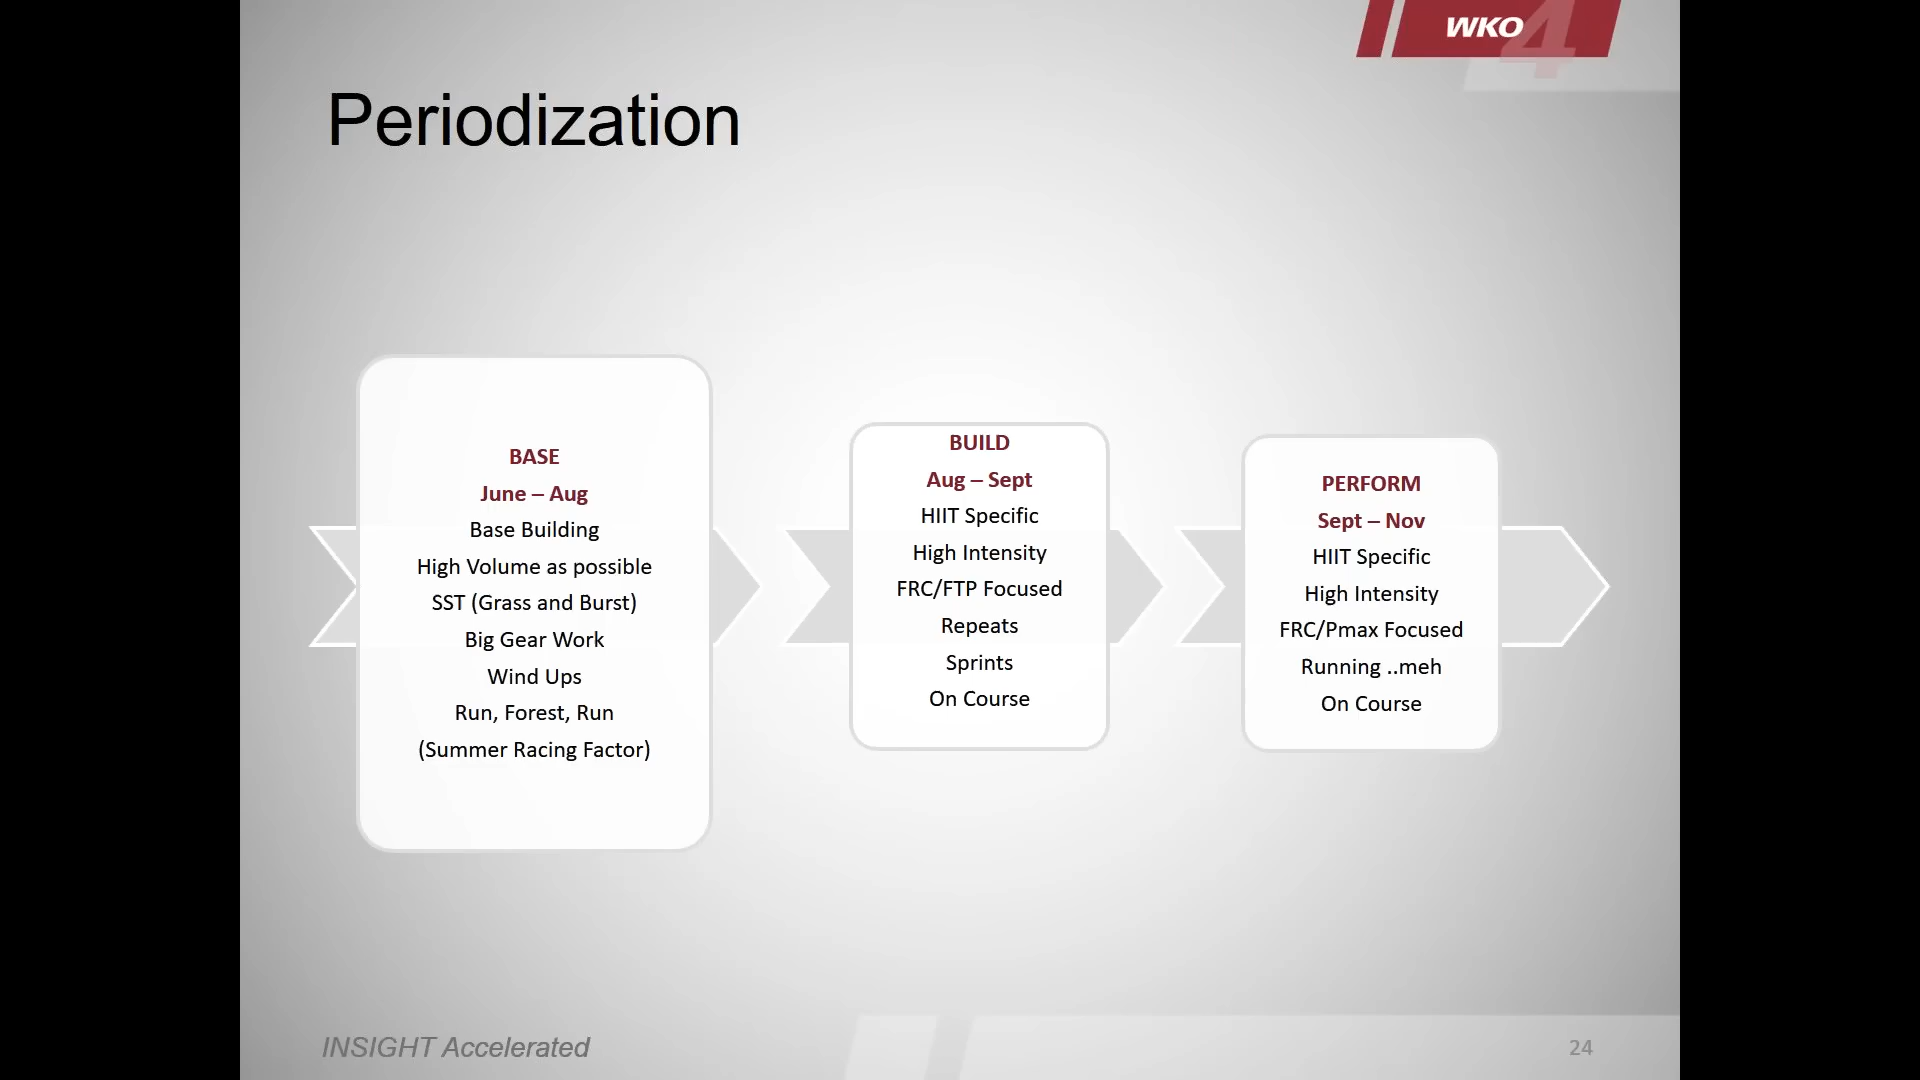 WKO 4
Periodization
BASE
June – Aug
Base Building
High Volume as possible
SST (Grass and Burst)
Big Gear Work
Wind Ups
Run, Forest, Run
(Summer Racing Factor)
BUILD
Aug – Sept
HIIT Specific
High Intensity
FRC/FTP Focused
Repeats
Sprints
On Course
PERFORM
Sept – Nov
HIIT Specific
High Intensity
FRC/Pmax Focused
Running ..meh
On Course
INSIGHT Accelerated
24